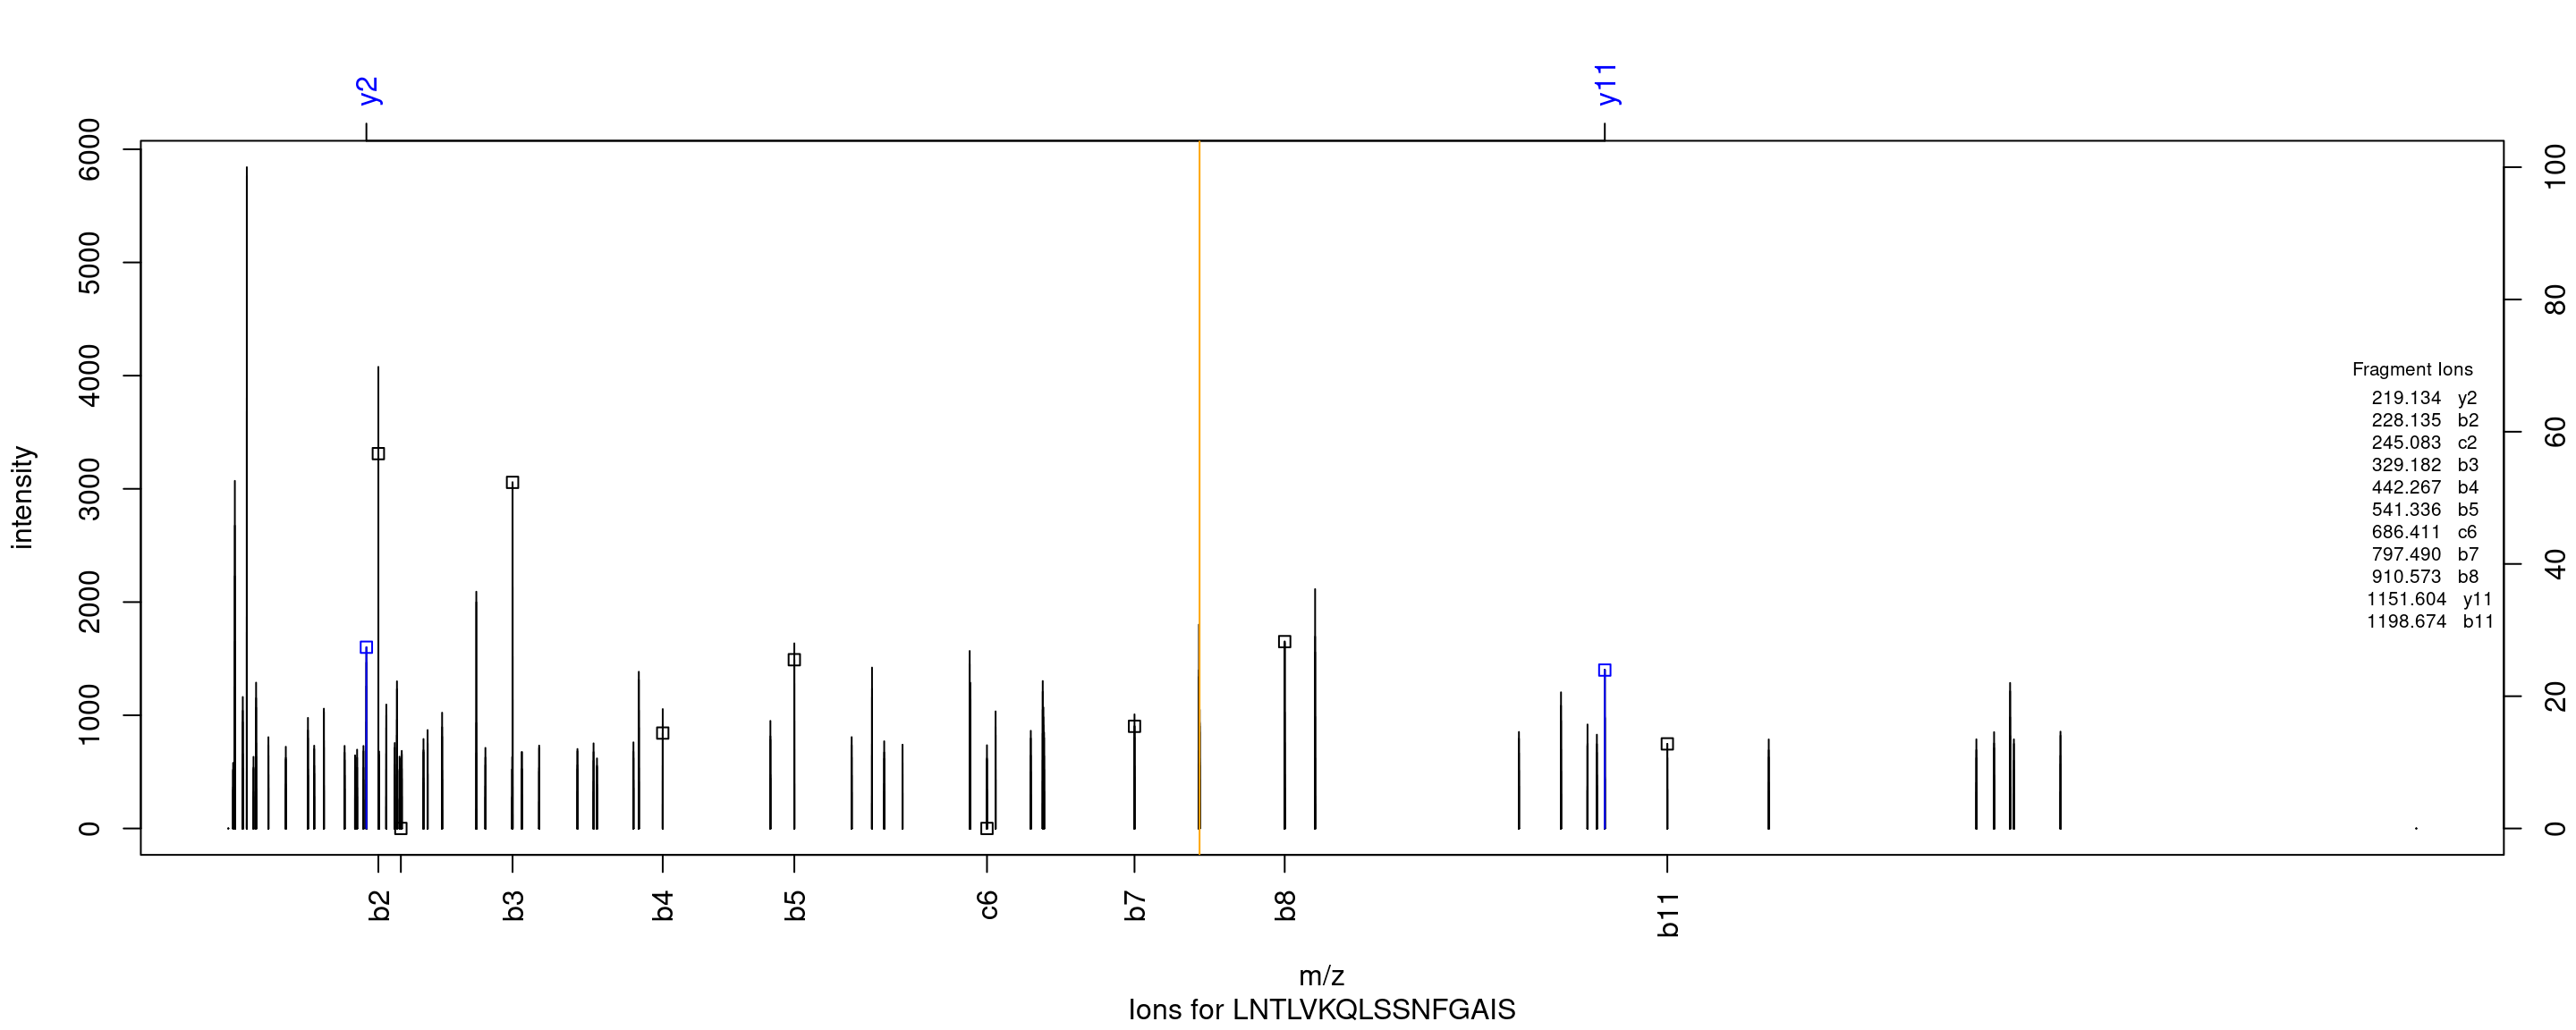 y2 y11
6000
5000
4000
3000
2000
1000
0
intensity
100
80
60
40
20
0
Fragment Ions
219.134 y2
228.135 b2
245.083 c2
329.182 b3
442.267 b4
541.336 b5
686.411 c6
797.490 b7
910.573 b8
1151.604 y11
1198.674 b11
b2 b3 b4 b5 c6 b7 b8 b11
m/z
Ions for LNTLVKQLSSNFGAIS